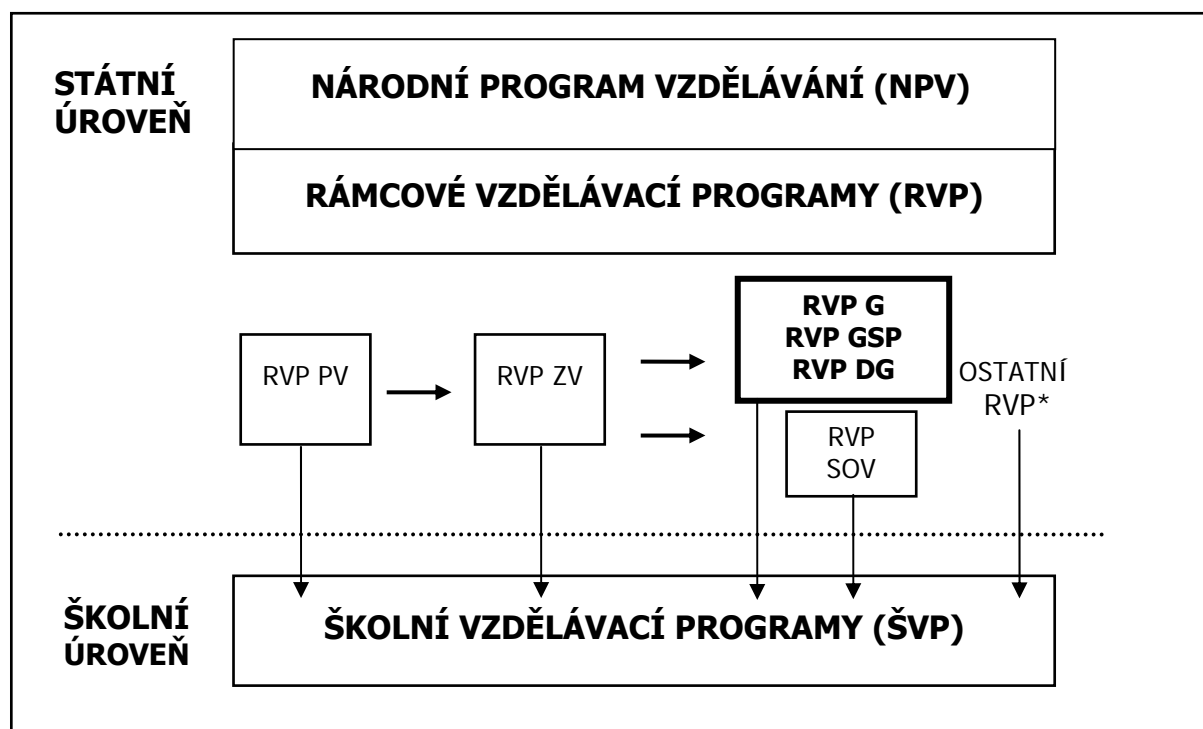 STÁTNÍ
ÚROVEŇ
NÁRODNÍ PROGRAM VZDĚLÁVÁNÍ (NPV)
RÁMCOVÉ VZDĚLÁVACÍ PROGRAMY (RVP)
RVP PV
RVP ZV
RVP G
RVP GSP
RVP DG
RVP
SOV
OSTATNÍ
RVP*
ŠKOLNÍ
ÚROVEŇ
ŠKOLNÍ VZDĚLÁVACÍ PROGRAMY (ŠVP)